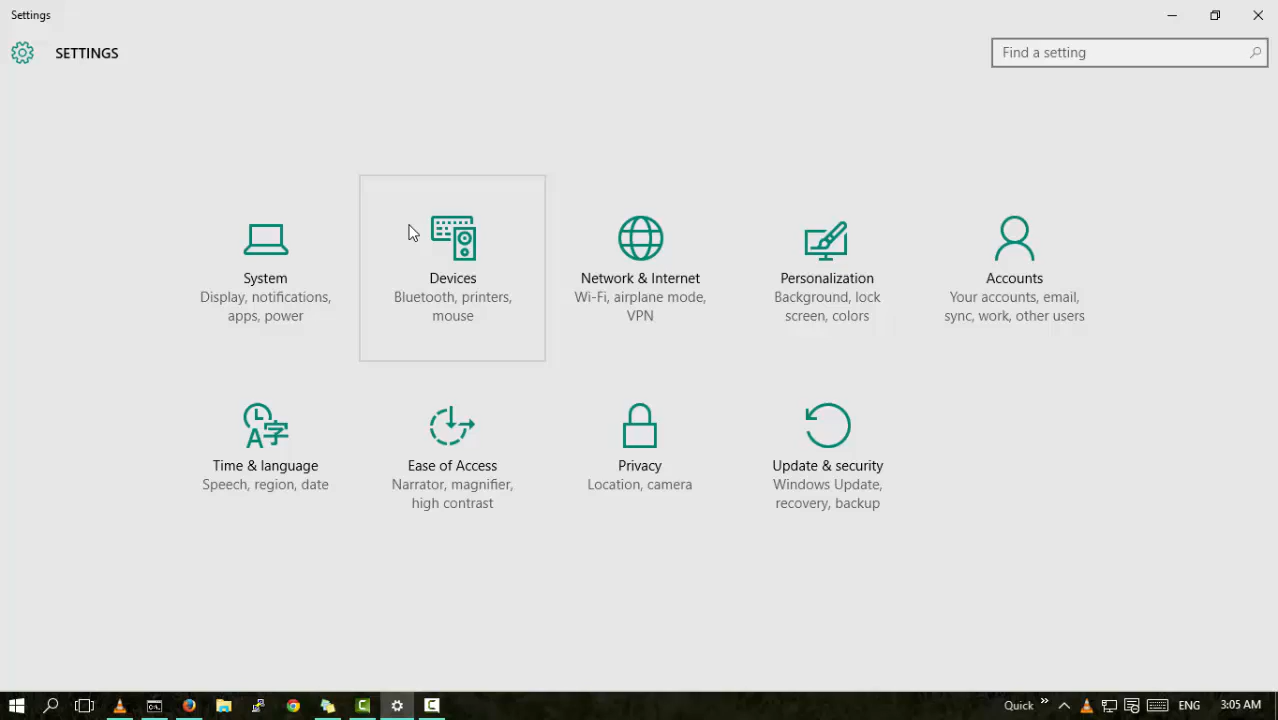 Settings
SETTINGS
Find a setting
System
Display, notifications,
apps, power
Devices
Bluetooth, printers,
mouse
Network & Internet
Wi-Fi, airplane mode,
VPN
Personalization
Background, lock
screen, colors
Accounts
Your accounts, email,
sync, work, other users
Time & language
Speech, region, date
Ease of Access
Narrator, magnifier,
high contrast
Privacy
Location, camera
Update & security
Windows Update,
recovery, backup
Quick
ENG
3:05 AM